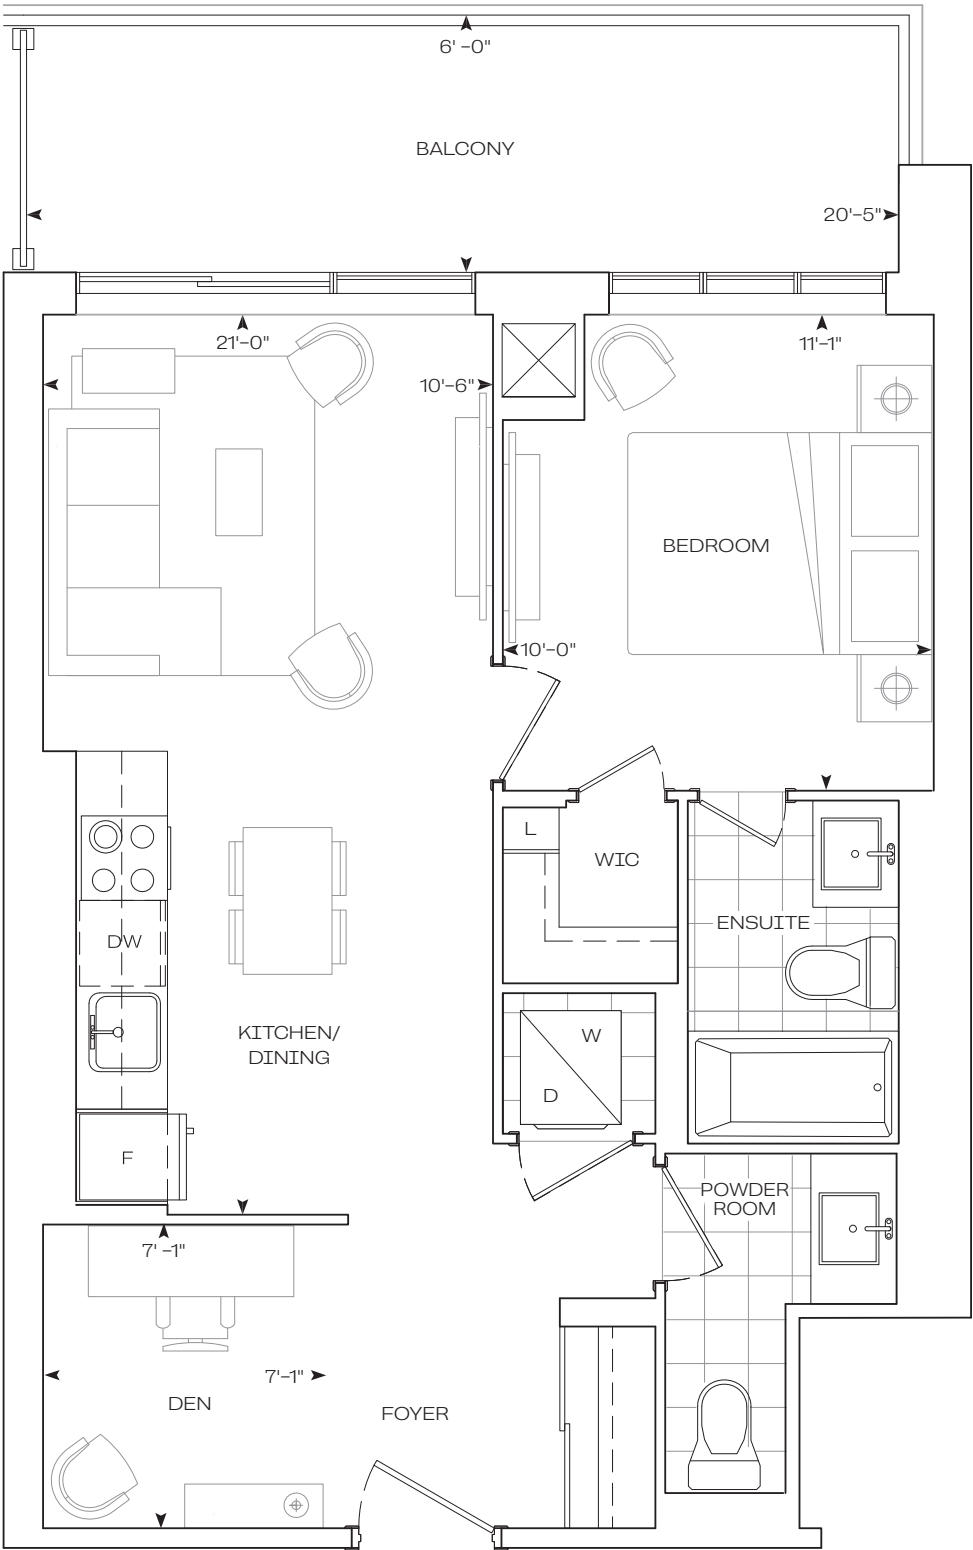 6'-0"
BALCONY
20'-5"
21'-0"
11'-1"
10'-6"
BEDROOM
10'-0"
L
WIC
ENSUITE
DW
KITCHEN/
DINING
W
D
F
POWDER
ROOM
7'-1"
7'-1"
DEN
FOYER